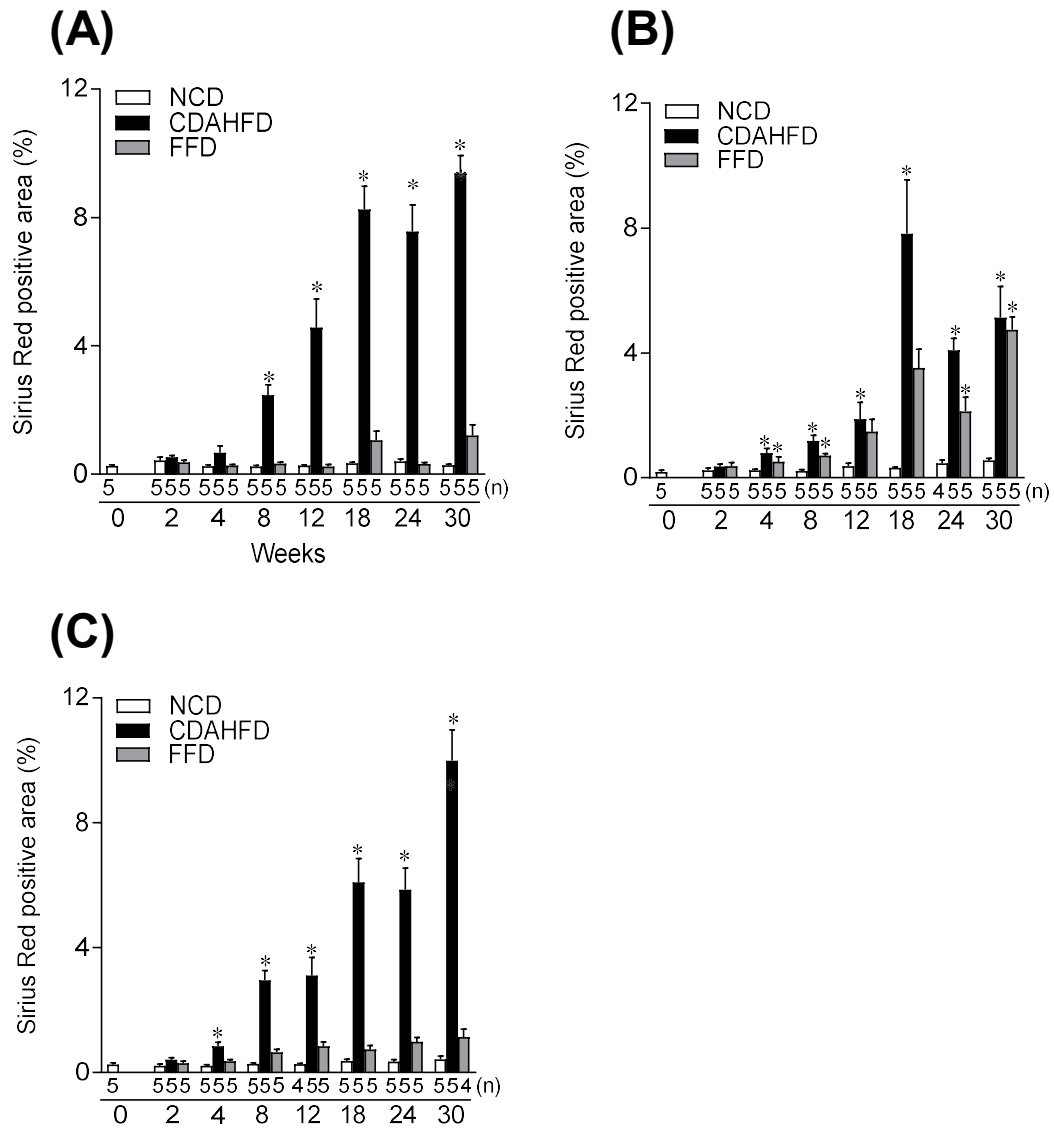 (A)
12
8
4
0
Sirius Red positive area (%)
NCD
CDAHFD
FFD
* * * * *
5 555 555 555 555 555 555 555 (n)
0 2 4 8 12 18 24 30
Weeks
(B)
12
8
4
0
Sirius Red positive area (%)
NCD
CDAHFD
FFD
* * * * * * * * * *
5 555 555 555 555 555 455 555 (n)
0 2 4 8 12 18 24 30
(C)
12
8
4
0
Sirius Red positive area (%)
NCD
CDAHFD
FFD
* * * * * *
5 555 555 555 455 555 555 554 (n)
0 2 4 8 12 18 24 30